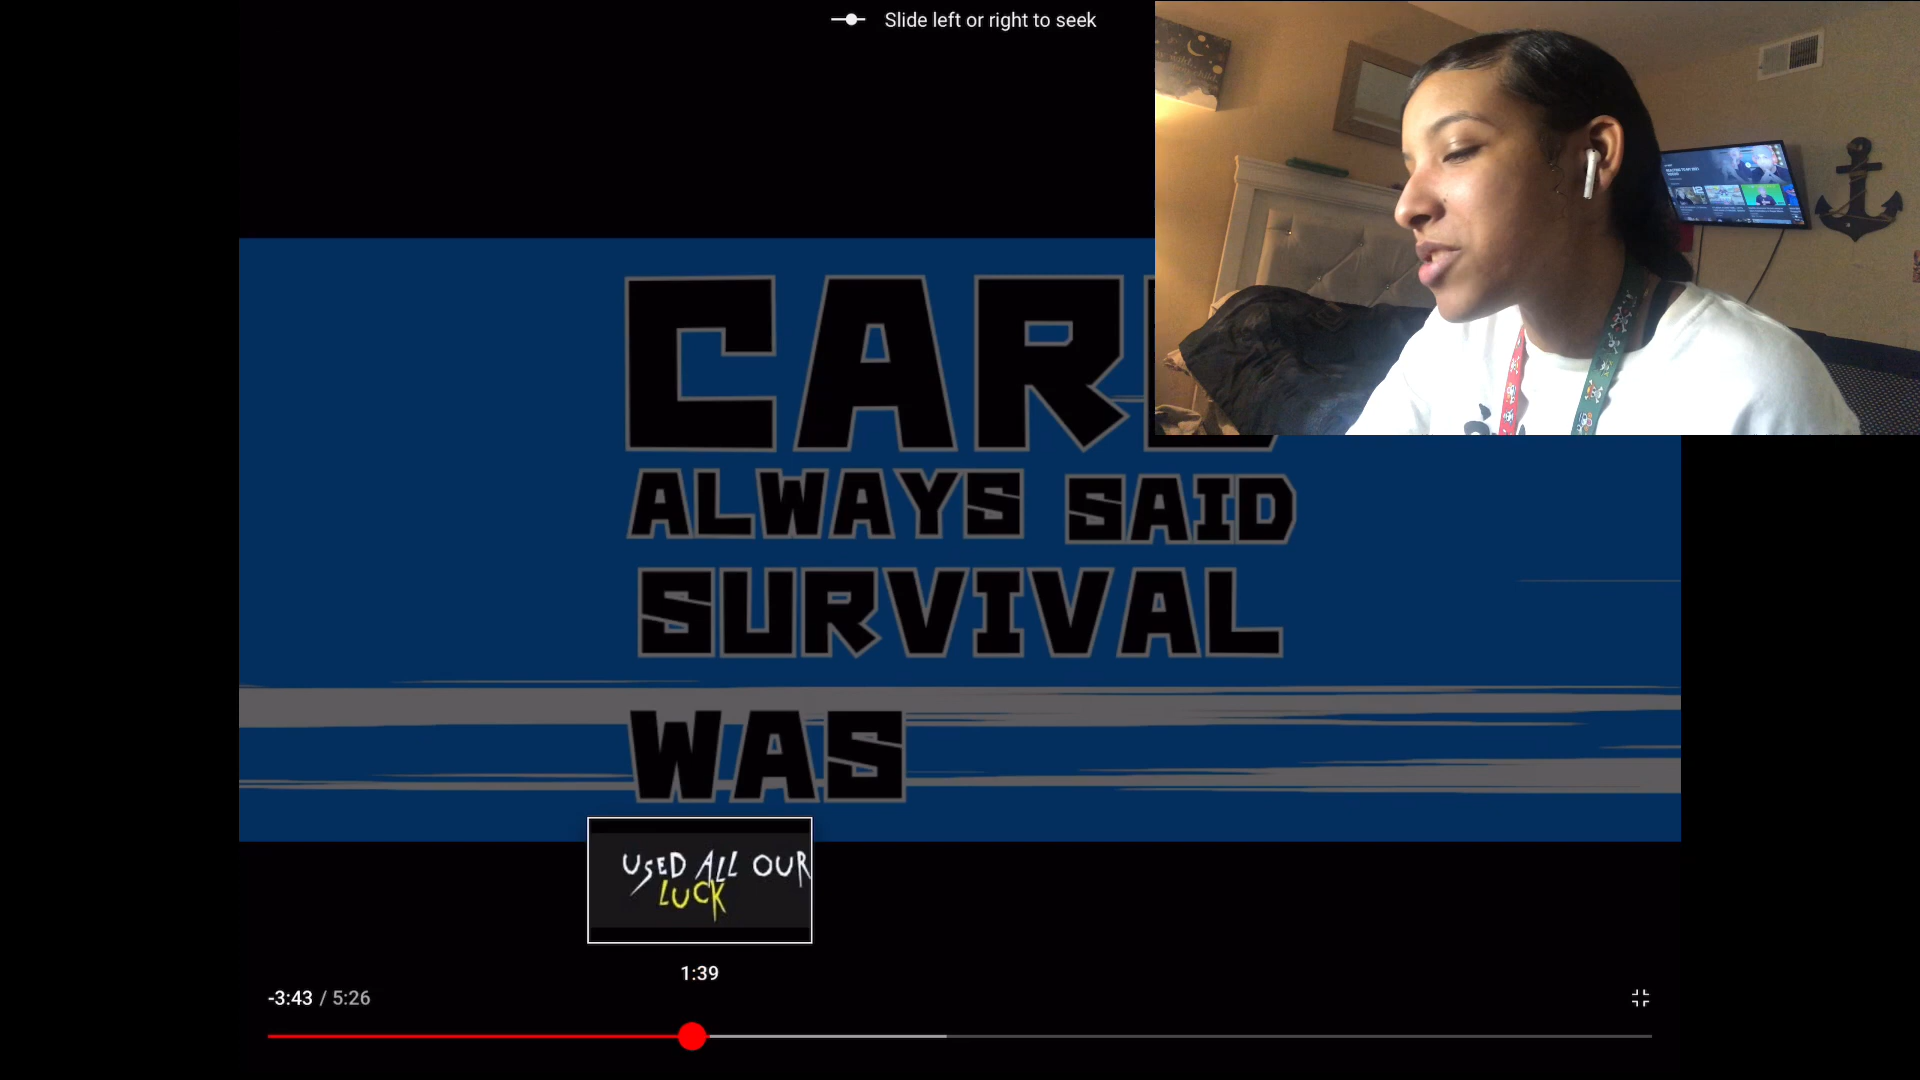 Slide left or right to seek
ALWAYS SAID
SURVIVAL
WAS
USED ALL OUR
LUCK
1:39
-3:43 / 5:26